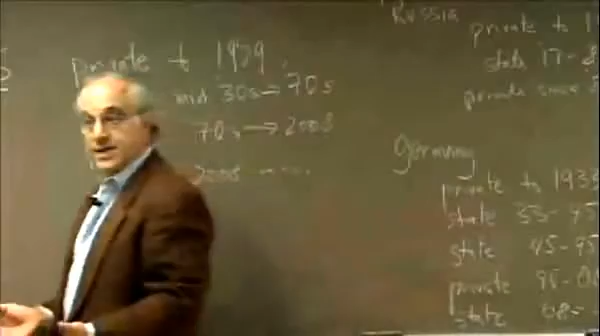 S
private to 1929
mid 30s → 70s
70s → 2008
2008 -- ....
Russia
private to 1
state 17-8
private since
Germany
private to 1933
state 33-45
state 45-95
private 95-08
state 08-